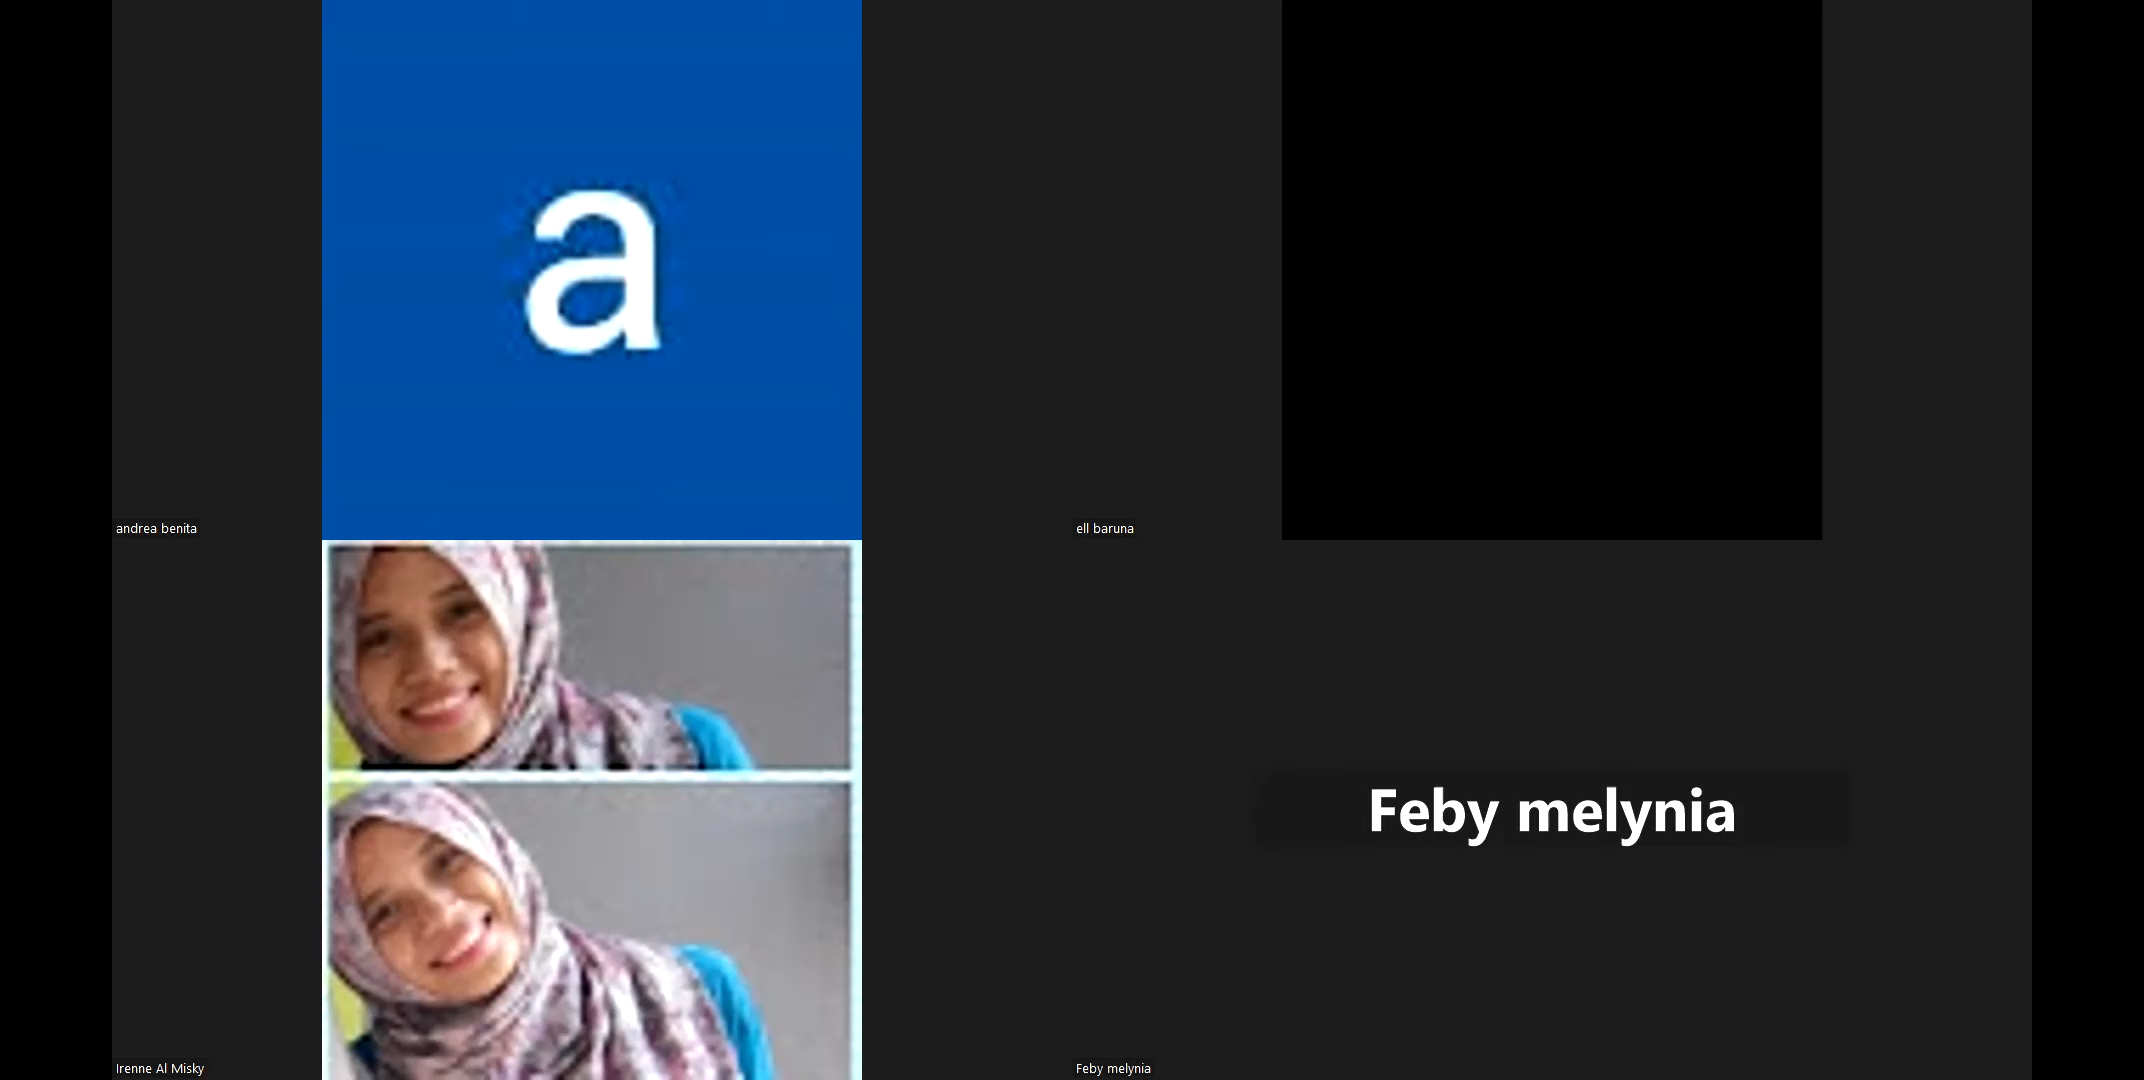 a
andrea benita
ell baruna
Irenne Al Misky
Feby melynia
Feby melynia